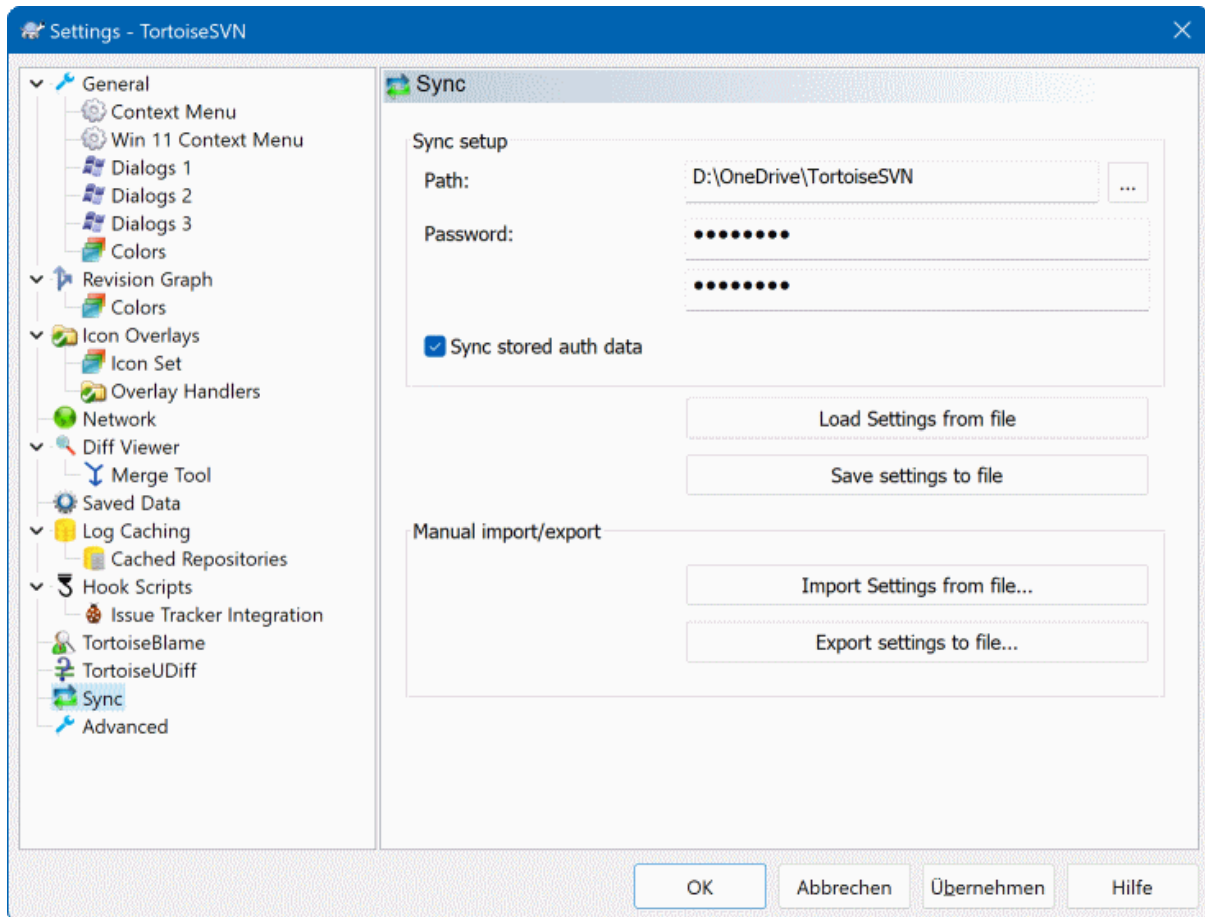 Settings - TortoiseSVN
General
Context Menu
Win 11 Context Menu
Dialogs 1
Dialogs 2
Dialogs 3
Colors
Revision Graph
Colors
Icon Overlays
Icon Set
Overlay Handlers
Network
Diff Viewer
Merge Tool
Saved Data
Log Caching
Cached Repositories
Hook Scripts
Issue Tracker Integration
TortoiseBlame
TortoiseUDiff
Sync
Advanced
Sync
Sync setup
Path: D:\OneDrive\TortoiseSVN ...
Password: ●●●●●●●●
●●●●●●●●
Sync stored auth data
Load Settings from file
Save settings to file
Manual import/export
Import Settings from file...
Export settings to file...
OK Abbrechen Übernehmen Hilfe